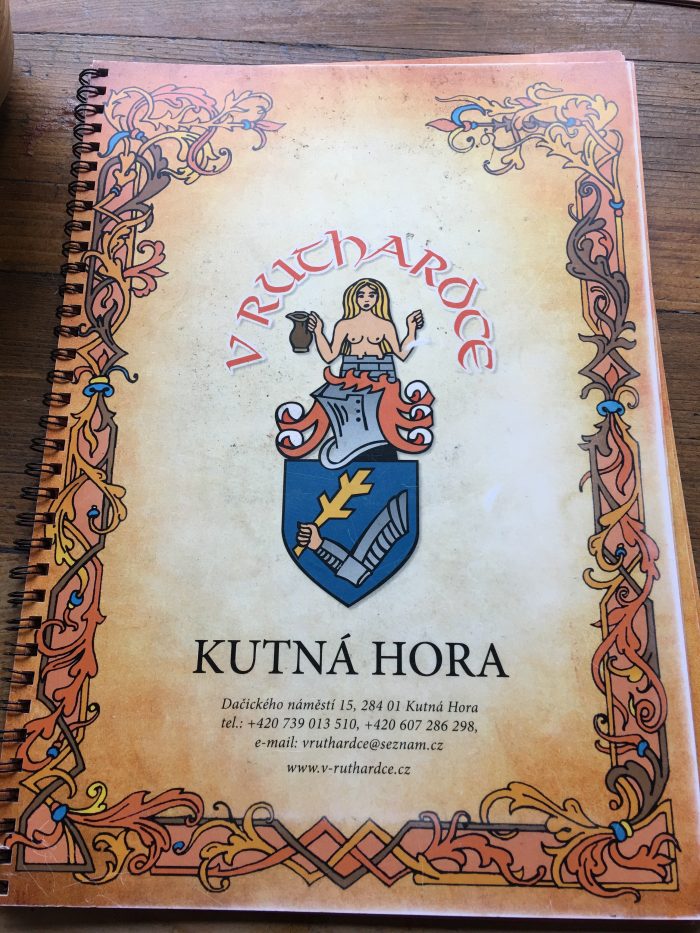 V RUTHARDCE
KUTNÁ HORA
Dačického náměstí 15, 284 01 Kutná Hora
tel.: +420 739 013 510, +420 607 286 298,
e-mail: vruthardce@seznam.cz
www.v-ruthardce.cz